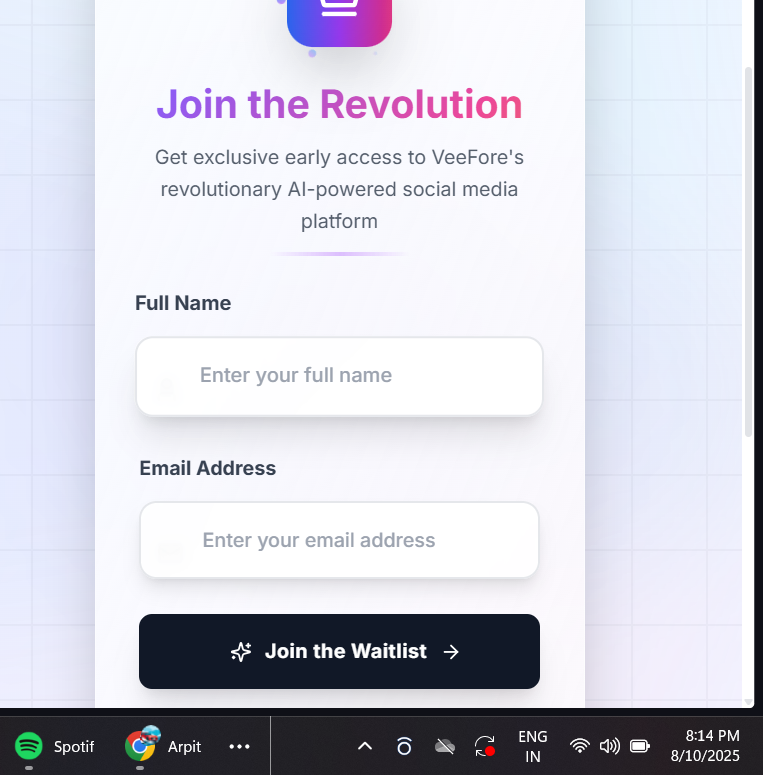 Join the Revolution
Get exclusive early access to VeeFore's
revolutionary AI-powered social media
platform
Full Name
Enter your full name
Email Address
Enter your email address
Join the Waitlist
Spotif
Arpit
ENG
IN
8:14 PM
8/10/2025